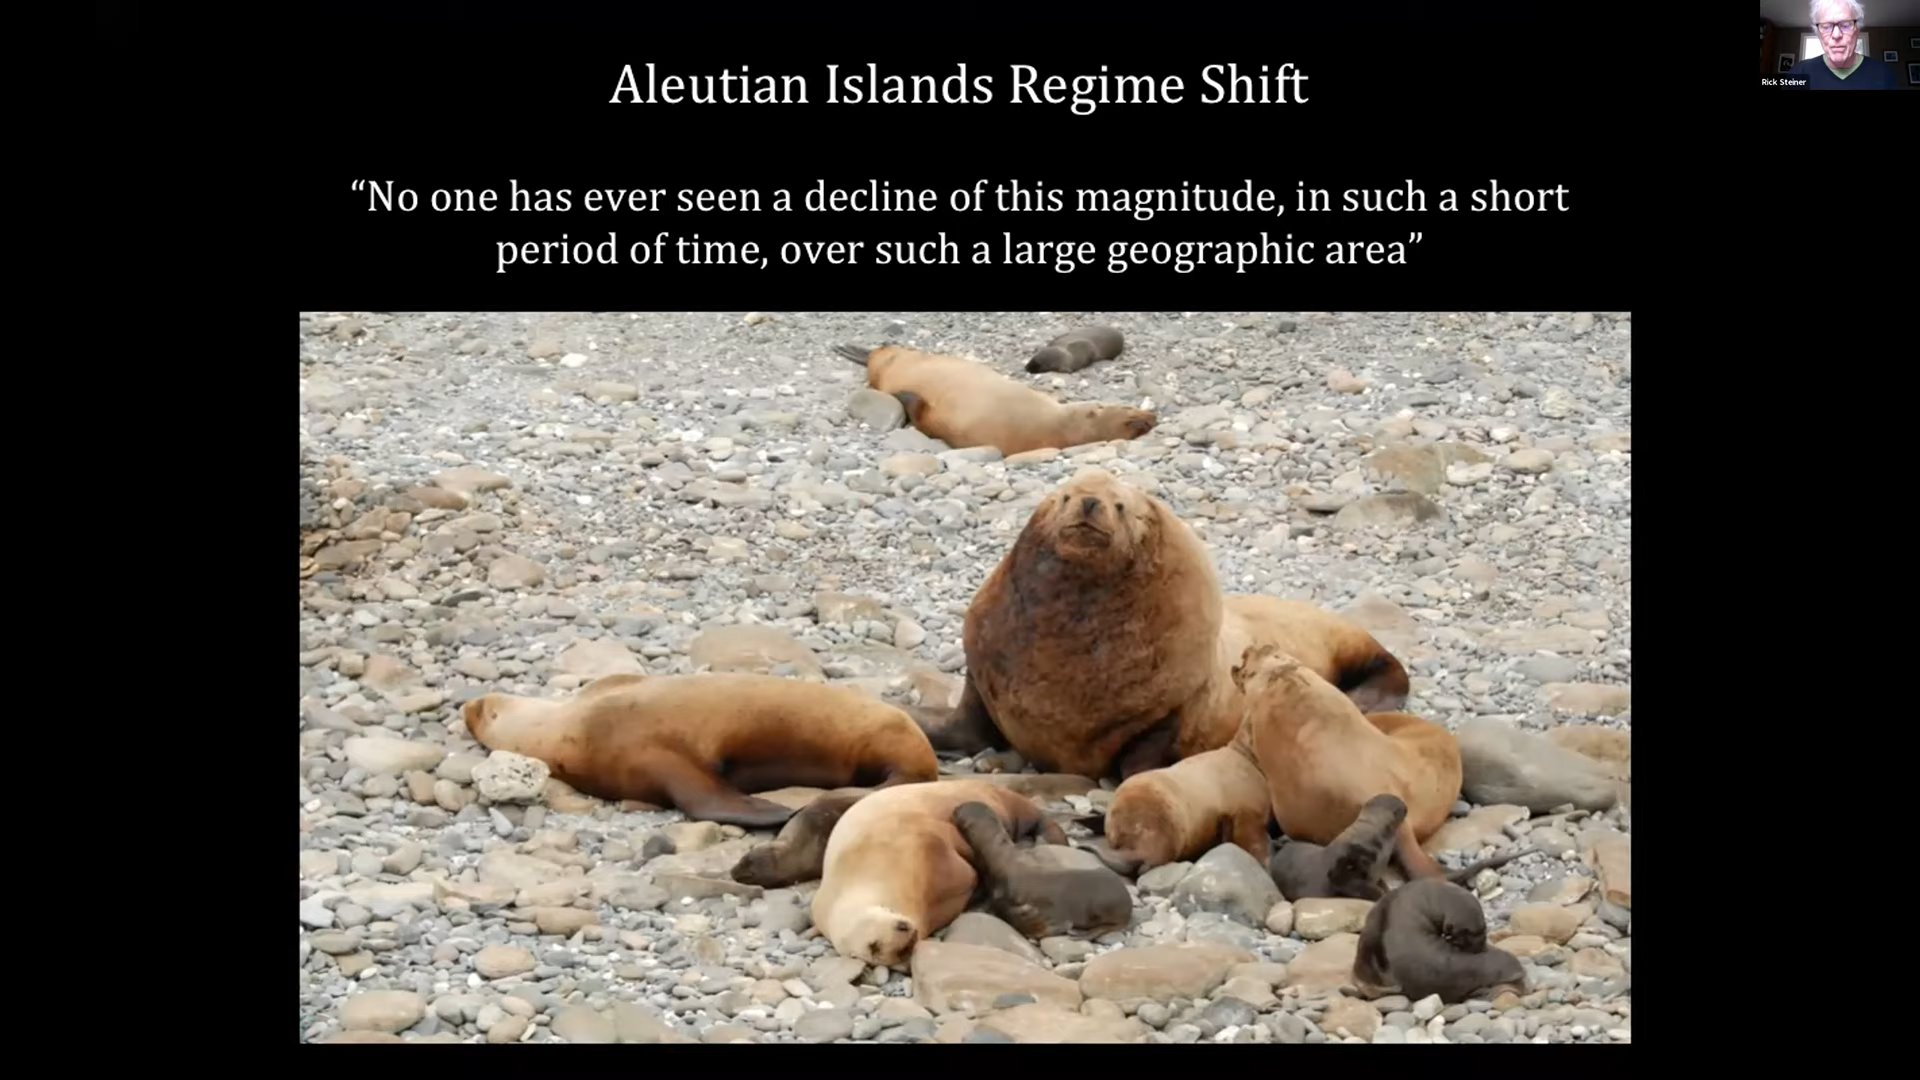 Aleutian Islands Regime Shift
“No one has ever seen a decline of this magnitude, in such a short
period of time, over such a large geographic area”
Rick Steiner